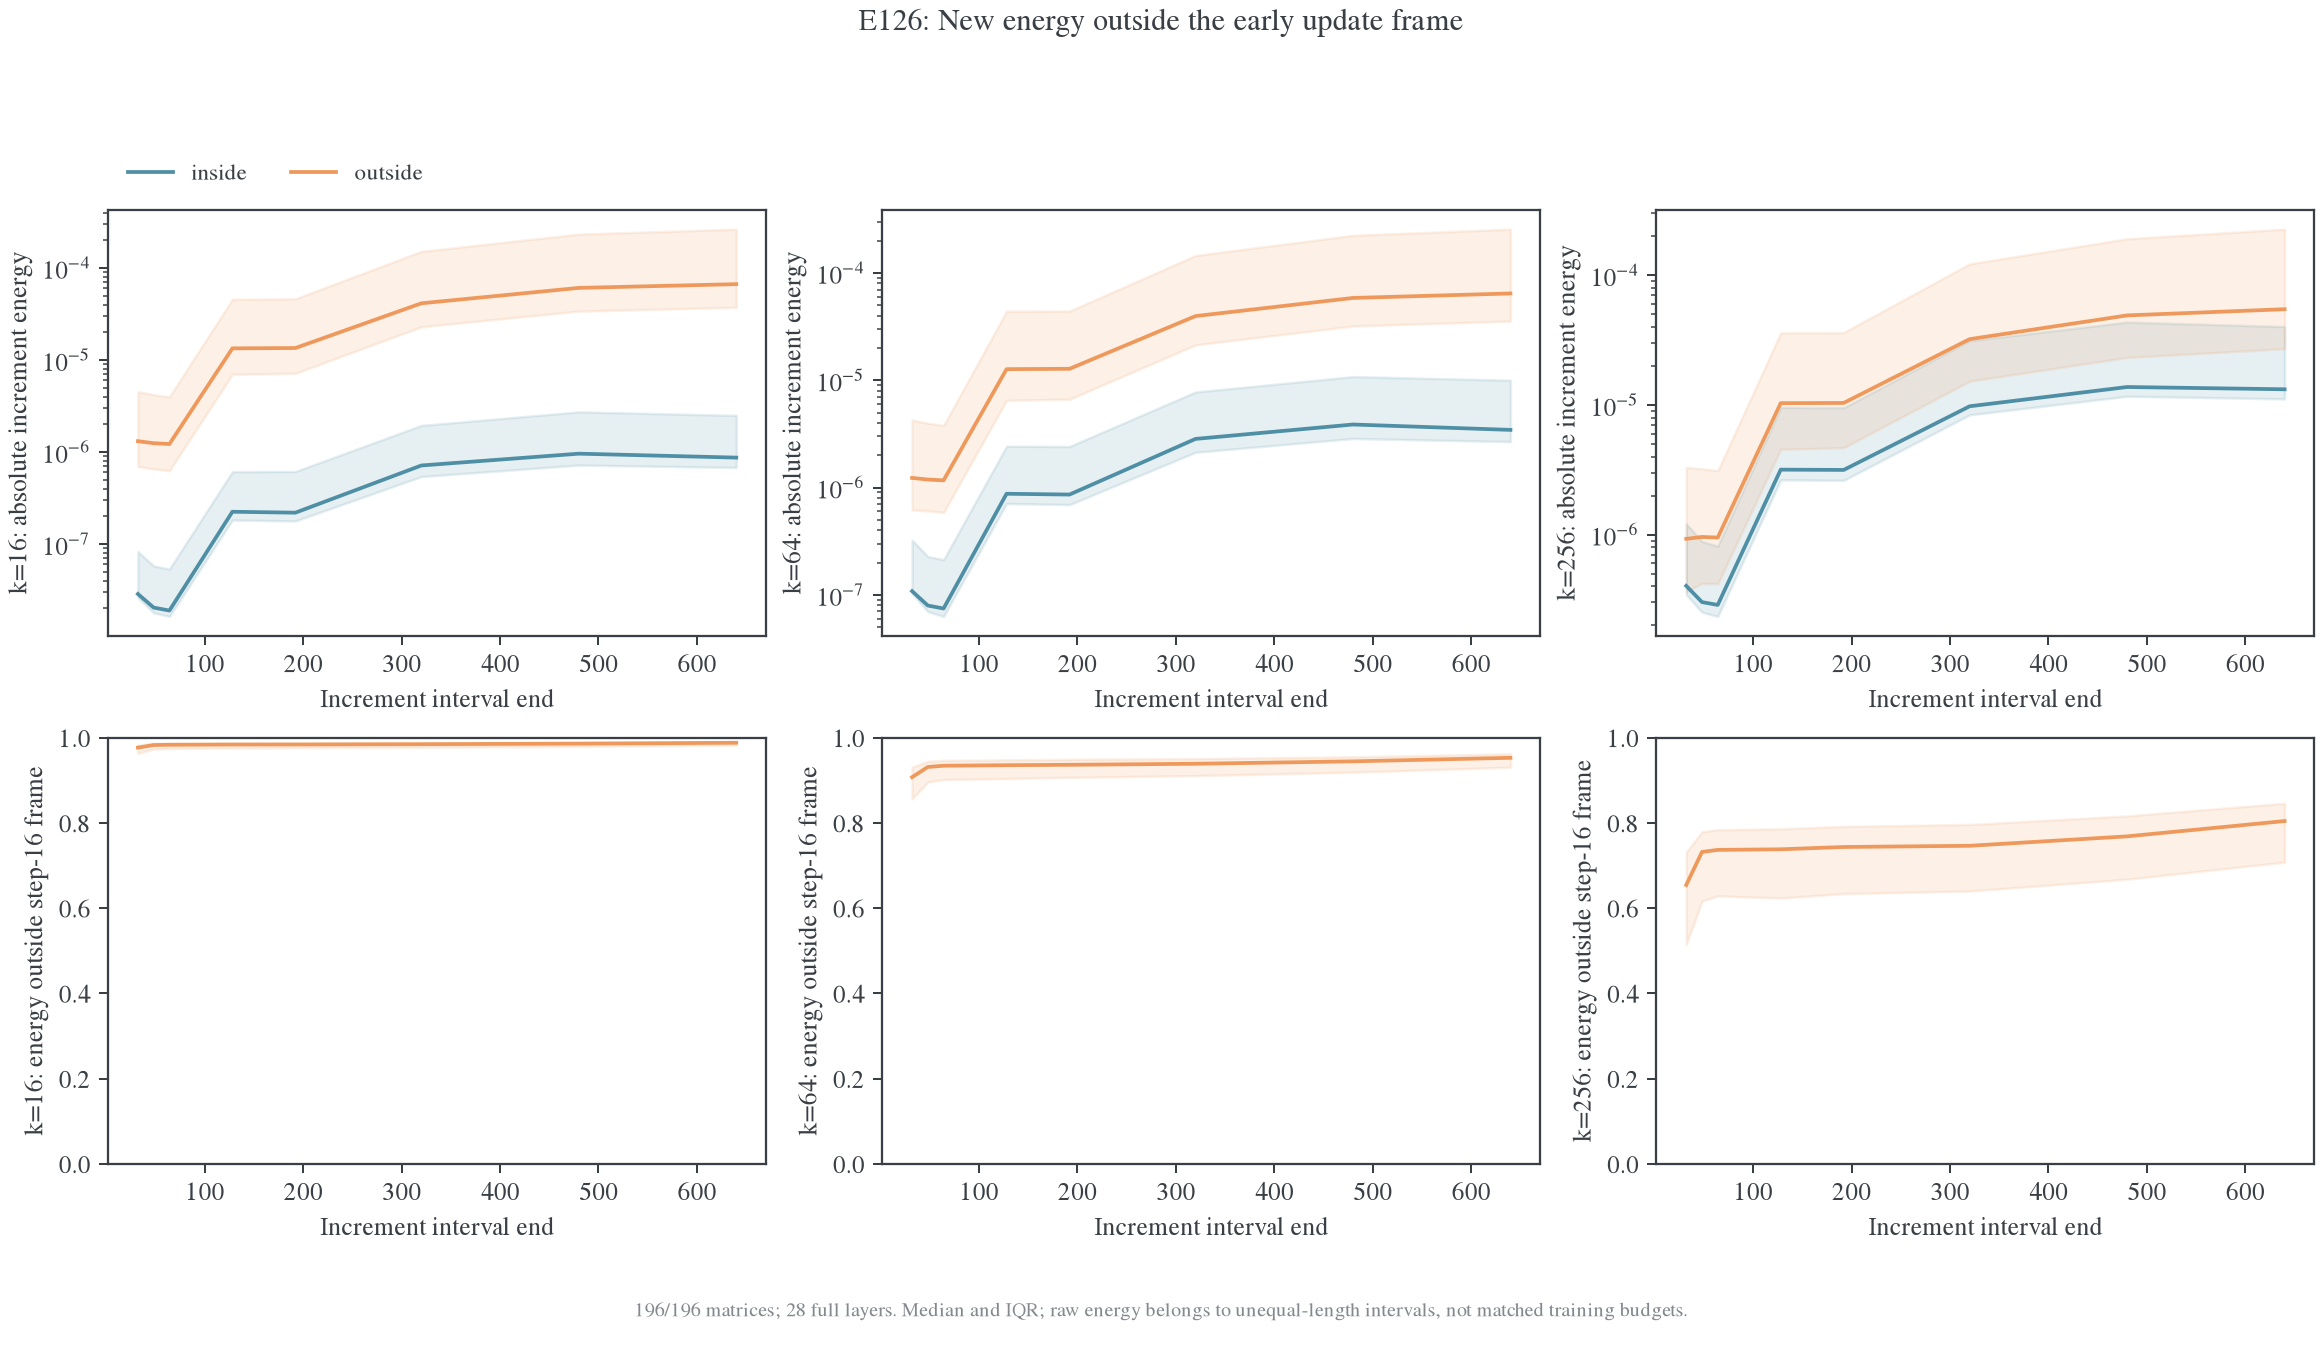 E126: New energy outside the early update frame
inside outside
k=16: absolute increment energy
10⁻⁴
10⁻⁵
10⁻⁶
10⁻⁷
100 200 300 400 500 600
Increment interval end
k=64: absolute increment energy
10⁻⁴
10⁻⁵
10⁻⁶
10⁻⁷
100 200 300 400 500 600
Increment interval end
k=256: absolute increment energy
10⁻⁴
10⁻⁵
10⁻⁶
100 200 300 400 500 600
Increment interval end
k=16: energy outside step-16 frame
1.0
0.8
0.6
0.4
0.2
0.0
100 200 300 400 500 600
Increment interval end
k=64: energy outside step-16 frame
1.0
0.8
0.6
0.4
0.2
0.0
100 200 300 400 500 600
Increment interval end
k=256: energy outside step-16 frame
1.0
0.8
0.6
0.4
0.2
0.0
100 200 300 400 500 600
Increment interval end
196/196 matrices; 28 full layers. Median and IQR; raw energy belongs to unequal-length intervals, not matched training budgets.